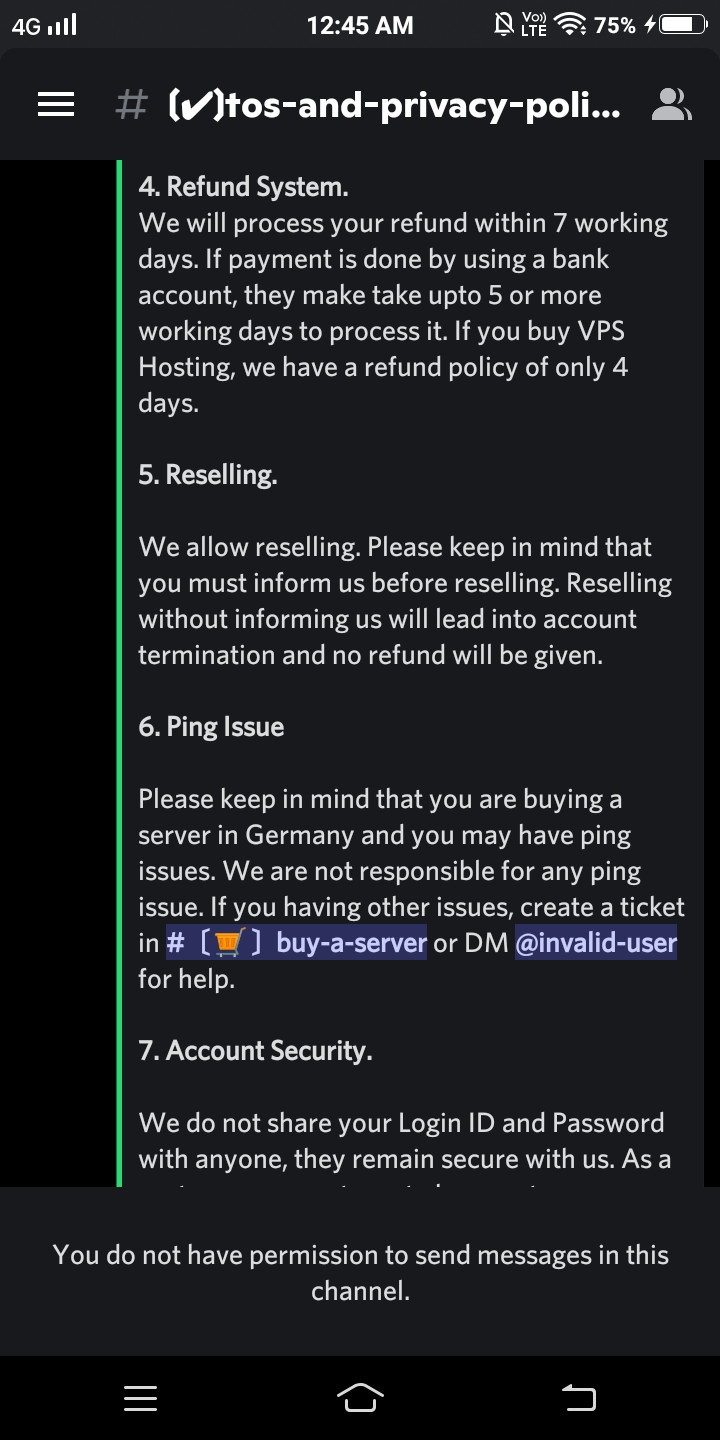 4G 12:45 AM Vo)) LTE 75%
# (✔)tos-and-privacy-poli...
4. Refund System.
We will process your refund within 7 working
days. If payment is done by using a bank
account, they make take upto 5 or more
working days to process it. If you buy VPS
Hosting, we have a refund policy of only 4
days.
5. Reselling.
We allow reselling. Please keep in mind that
you must inform us before reselling. Reselling
without informing us will lead into account
termination and no refund will be given.
6. Ping Issue
Please keep in mind that you are buying a
server in Germany and you may have ping
issues. We are not responsible for any ping
issue. If you having other issues, create a ticket
in #〔🛒〕buy-a-server or DM @invalid-user
for help.
7. Account Security.
We do not share your Login ID and Password
with anyone, they remain secure with us. As a
You do not have permission to send messages in this
channel.